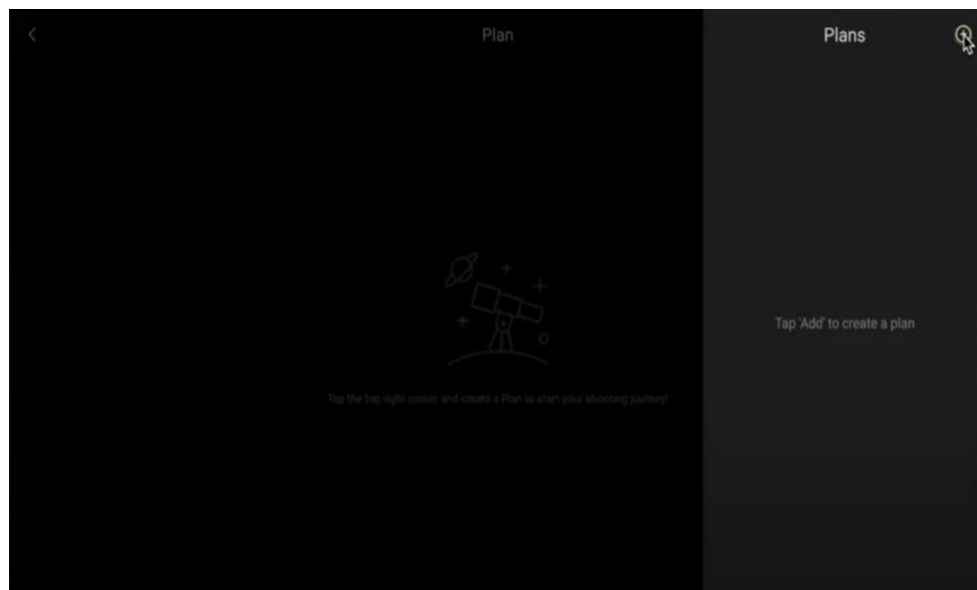 Plan
Plans
Tap 'Add' to create a plan
Tap the top right corner and create a Plan to start your shooting journey!